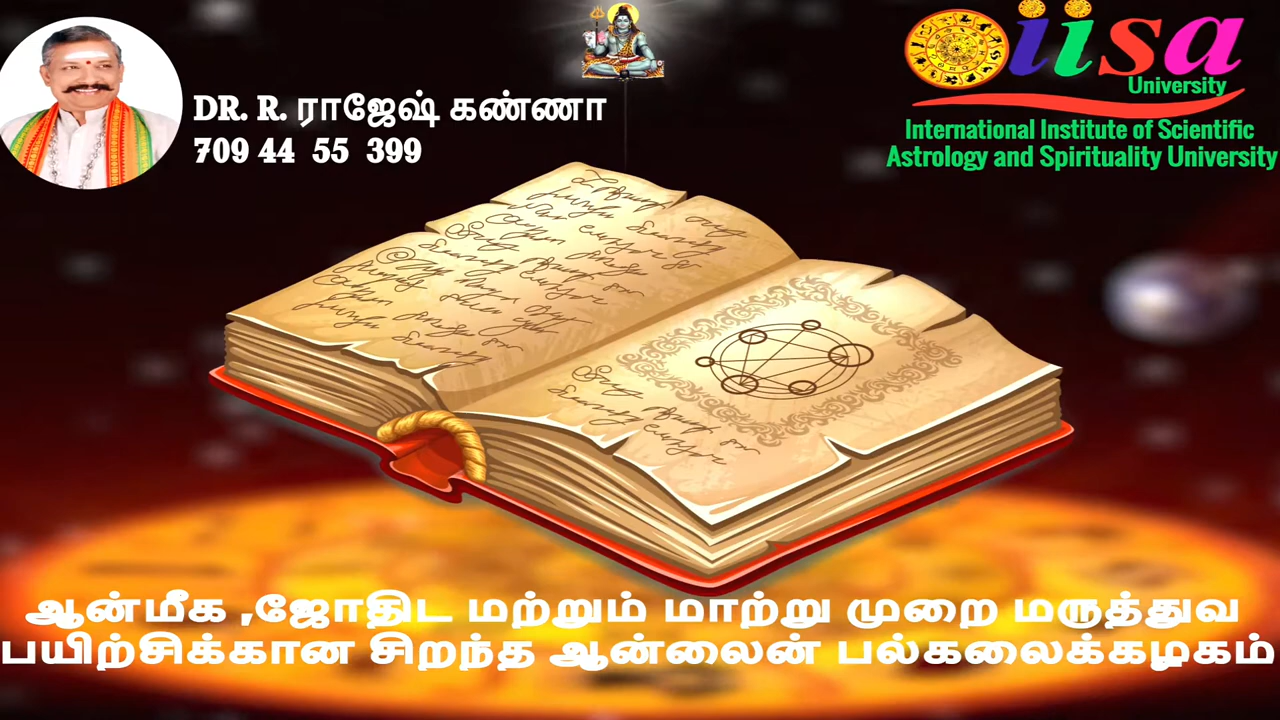 DR. R. ராஜேஷ் கண்ணா
709 44 55 399
iisa
University
International Institute of Scientific
Astrology and Spirituality University
ஆன்மீக ,ஜோதிட மற்றும் மாற்று முறை மருத்துவ
பயிற்சிக்கான சிறந்த ஆன்லைன் பல்கலைக்கழகம்